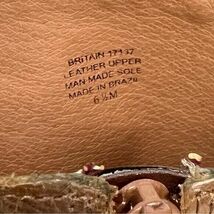 BRITAIN 17137
LEATHER UPPER
MAN MADE SOLE
MADE IN BRAZIL
6 ½M